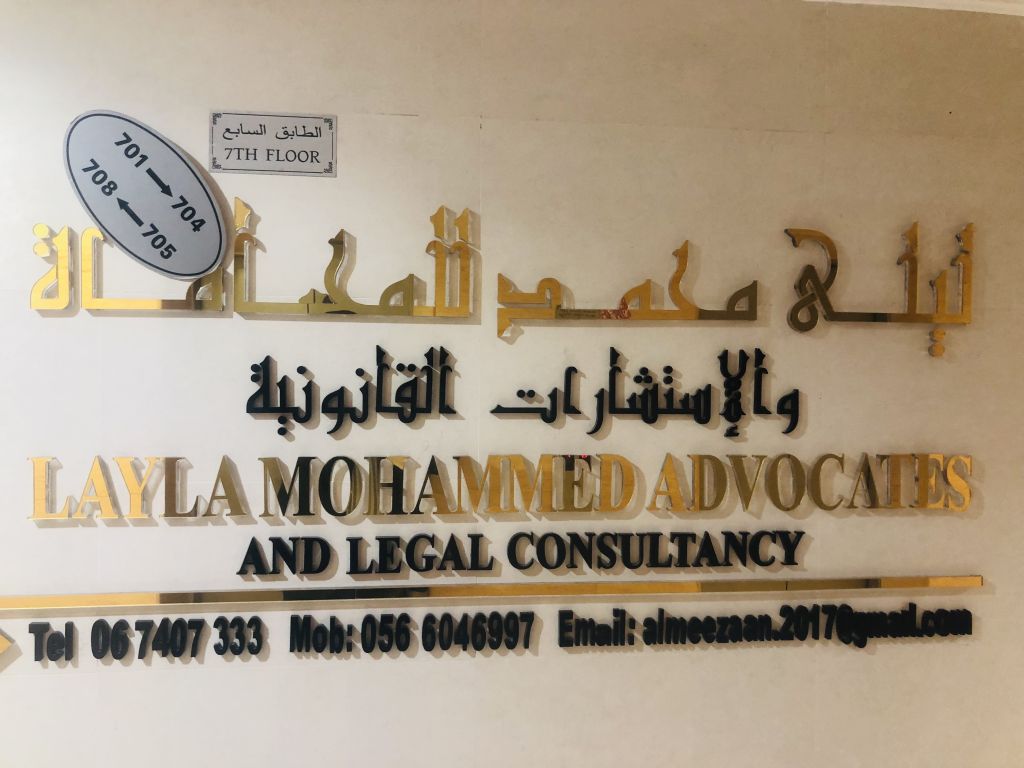 الطابق السابع
7TH FLOOR
701 → 704
708 ← 705
ليلى محمد للمحاماة
والإستشارات القانونية
LAYLA MOHAMMED ADVOCATES
AND LEGAL CONSULTANCY
Tel 06 7407 333 Mob: 056 6046997 Email: almeezaan.2017@gmail.com